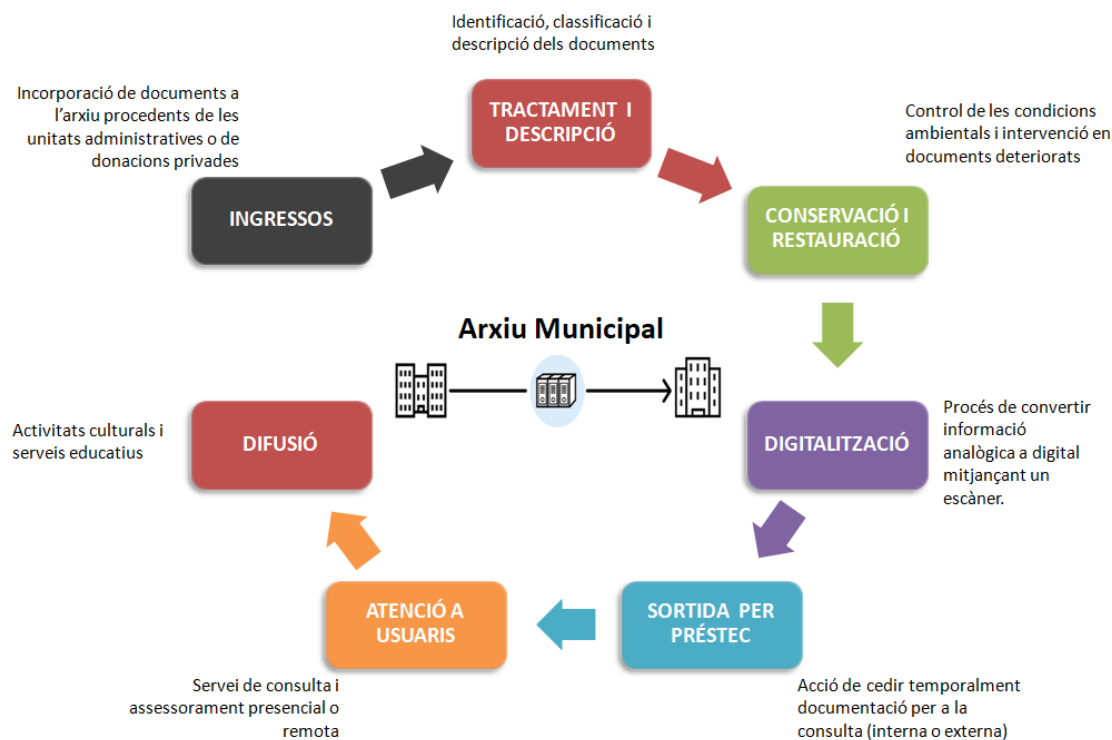 Identificació, classificació i
descripció dels documents
TRACTAMENT I
DESCRIPCIÓ
Incorporació de documents a
l'arxiu procedents de les
unitats administratives o de
donacions privades
INGRESSOS
Control de les condicions
ambientals i intervenció en
documents deteriorats
CONSERVACIÓ I
RESTAURACIÓ
Arxiu Municipal
Activitats culturals i
serveis educatius
DIFUSIÓ
DIGITALITZACIÓ
Procés de convertir
informació
analògica a digital
mitjançant un
escàner.
ATENCIÓ A
USUARIS
SORTIDA PER
PRÉSTEC
Servei de consulta i
assessorament presencial o
remota
Acció de cedir temporalment
documentació per a la
consulta (interna o externa)